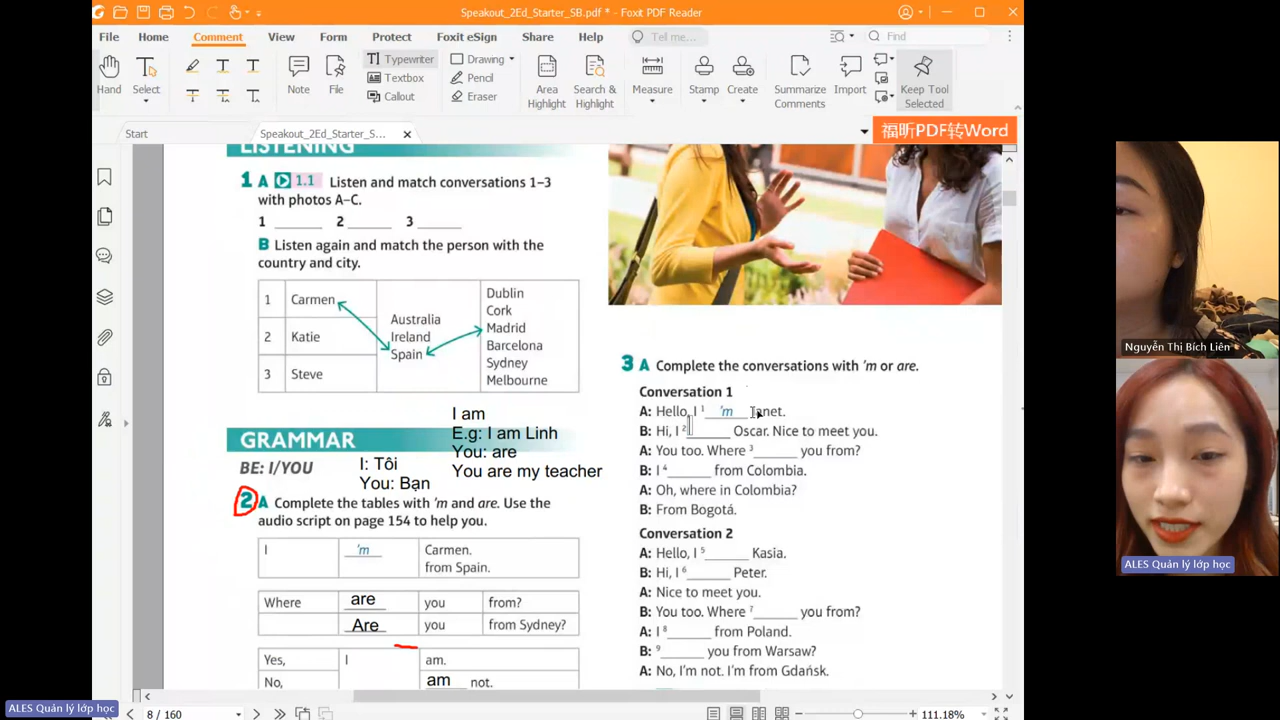 Speakout_2Ed_Starter_SB.pdf * - Foxit PDF Reader
File Home Comment View Form Protect Foxit eSign Share Help Tell me... Find
Hand
Select
Note
File
Typewriter
Textbox
Callout
Drawing
Pencil
Eraser
Area Highlight
Search & Highlight
Measure
Stamp
Create
Summarize Comments
Import
Keep Tool Selected
Start
Speakout_2Ed_Starter_S...
福昕PDF转Word
LISTENING
1 A 1.1 Listen and match conversations 1–3
with photos A–C.
1 ______ 2 ______ 3 ______
B Listen again and match the person with the
country and city.
1 Carmen
2 Katie
3 Steve
Australia
Ireland
Spain
Dublin
Cork
Madrid
Barcelona
Sydney
Melbourne
I am
E.g: I am Linh
You: are
You are my teacher
GRAMMAR
BE: I/YOU
I: Tôi
You: Bạn
2 A Complete the tables with 'm and are. Use the
audio script on page 154 to help you.
I 'm Carmen.
from Spain.
Where are you from?
Are you from Sydney?
Yes, I am.
No, am not.
3 A Complete the conversations with 'm or are.
Conversation 1
A: Hello, I 1 'm Janet.
B: Hi, I 2 ______ Oscar. Nice to meet you.
A: You too. Where 3 ______ you from?
B: I 4 ______ from Colombia.
A: Oh, where in Colombia?
B: From Bogotá.
Conversation 2
A: Hello, I 5 ______ Kasia.
B: Hi, I 6 ______ Peter.
A: Nice to meet you.
B: You too. Where 7 ______ you from?
A: I 8 ______ from Poland.
B: 9 ______ you from Warsaw?
A: No, I'm not. I'm from Gdańsk.
8 / 160
111.18%
Nguyễn Thị Bích Liên
ALES Quản lý lớp học
ALES Quản lý lớp học